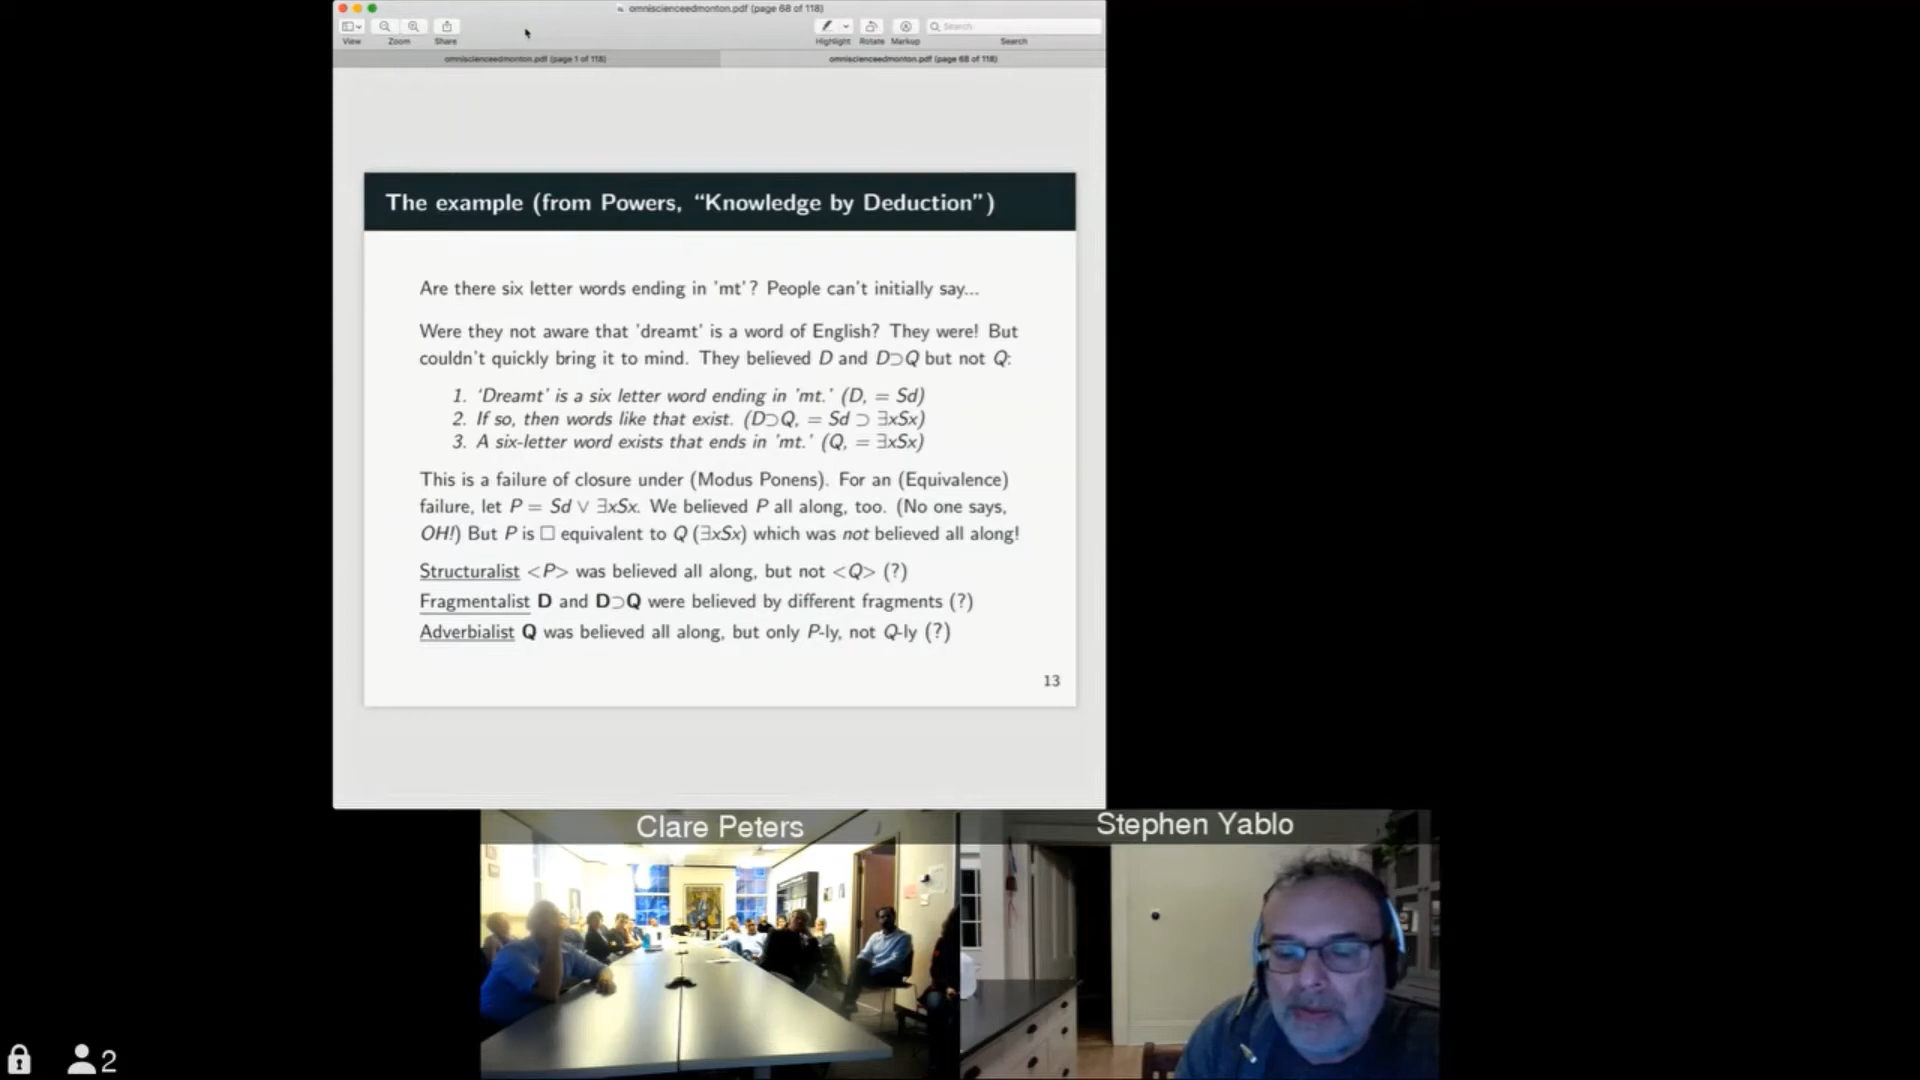 omniscienceedmonton.pdf (page 68 of 118)
View Zoom Share Highlight Rotate Markup Search
Search
omniscienceedmonton.pdf (page 1 of 118) omniscienceedmonton.pdf (page 68 of 118)
The example (from Powers, “Knowledge by Deduction”)
Are there six letter words ending in 'mt'? People can't initially say...
Were they not aware that 'dreamt' is a word of English? They were! But
couldn't quickly bring it to mind. They believed D and D⊃Q but not Q:
1. ‘Dreamt’ is a six letter word ending in 'mt.' (D, = Sd)
2. If so, then words like that exist. (D⊃Q, = Sd ⊃ ∃xSx)
3. A six-letter word exists that ends in 'mt.' (Q, = ∃xSx)
This is a failure of closure under (Modus Ponens). For an (Equivalence)
failure, let P = Sd ∨ ∃xSx. We believed P all along, too. (No one says,
OH!) But P is □ equivalent to Q (∃xSx) which was not believed all along!
Structuralist <P> was believed all along, but not <Q> (?)
Fragmentalist D and D⊃Q were believed by different fragments (?)
Adverbialist Q was believed all along, but only P-ly, not Q-ly (?)
13
Clare Peters
Stephen Yablo
2